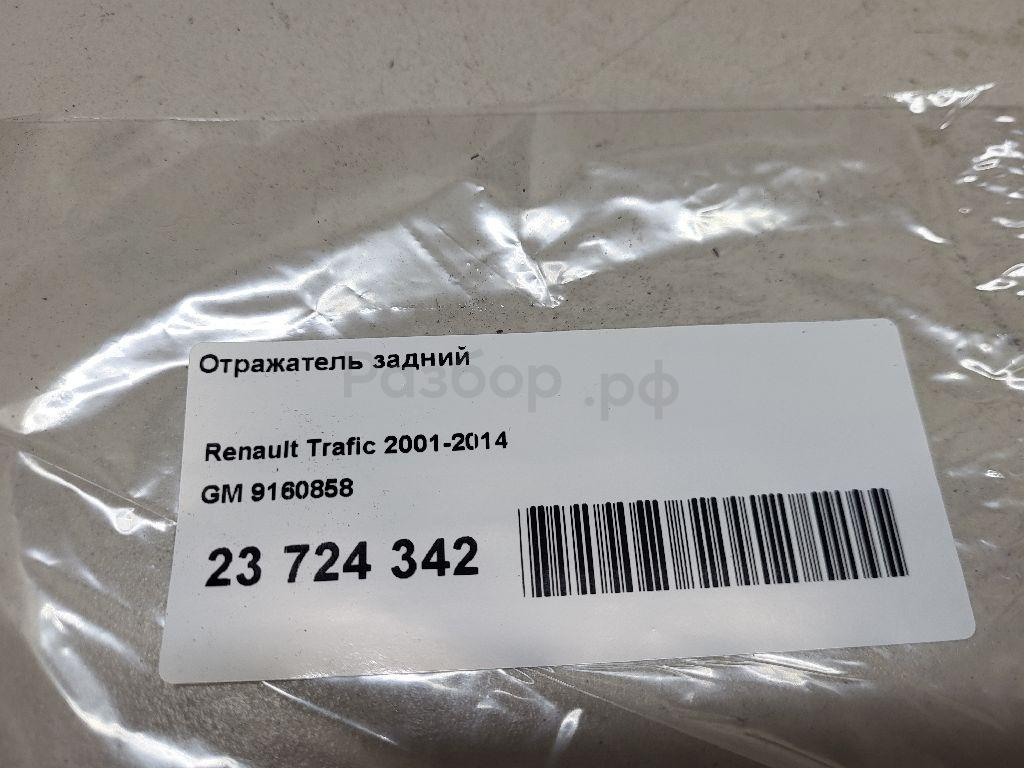 Отражатель задний
Разбор.рф
Renault Trafic 2001-2014
GM 9160858
23 724 342